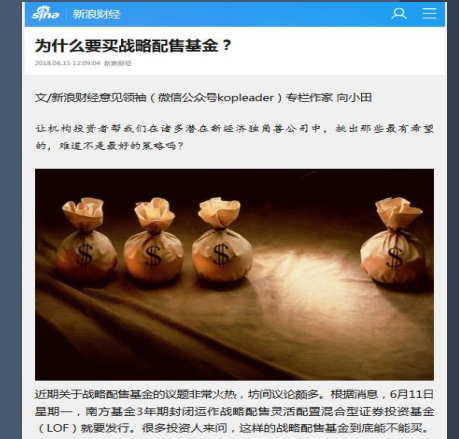 sina 新浪财经
为什么要买战略配售基金？
2018.06.11 12:09:04 新浪财经
文/新浪财经意见领袖（微信公众号kopleader）专栏作家 向小田
让机构投资者帮我们在诸多潜在新经济独角兽公司中，挑出那些最有希望
的，难道不是最好的策略吗？
$ $ $ $
近期关于战略配售基金的议题非常火热，坊间议论颇多。根据消息，6月11日
星期一，南方基金3年期封闭运作战略配售灵活配置混合型证券投资基金
（LOF）就要发行。很多投资人来问，这样的战略配售基金到底能不能买。